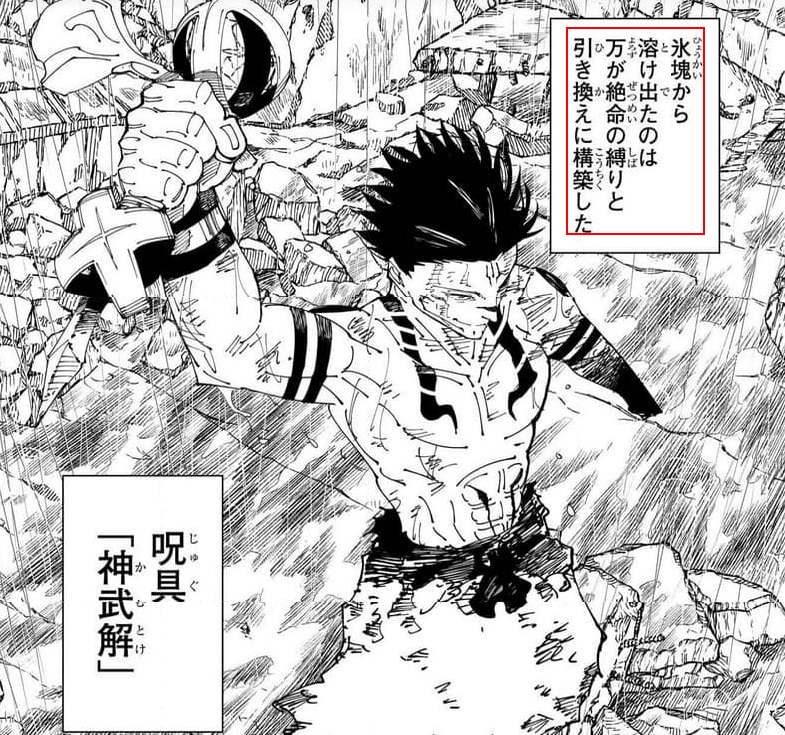 氷塊から
溶け出たのは
万が絶命の縛りと
引き換えに構築した
呪具
「神武解」